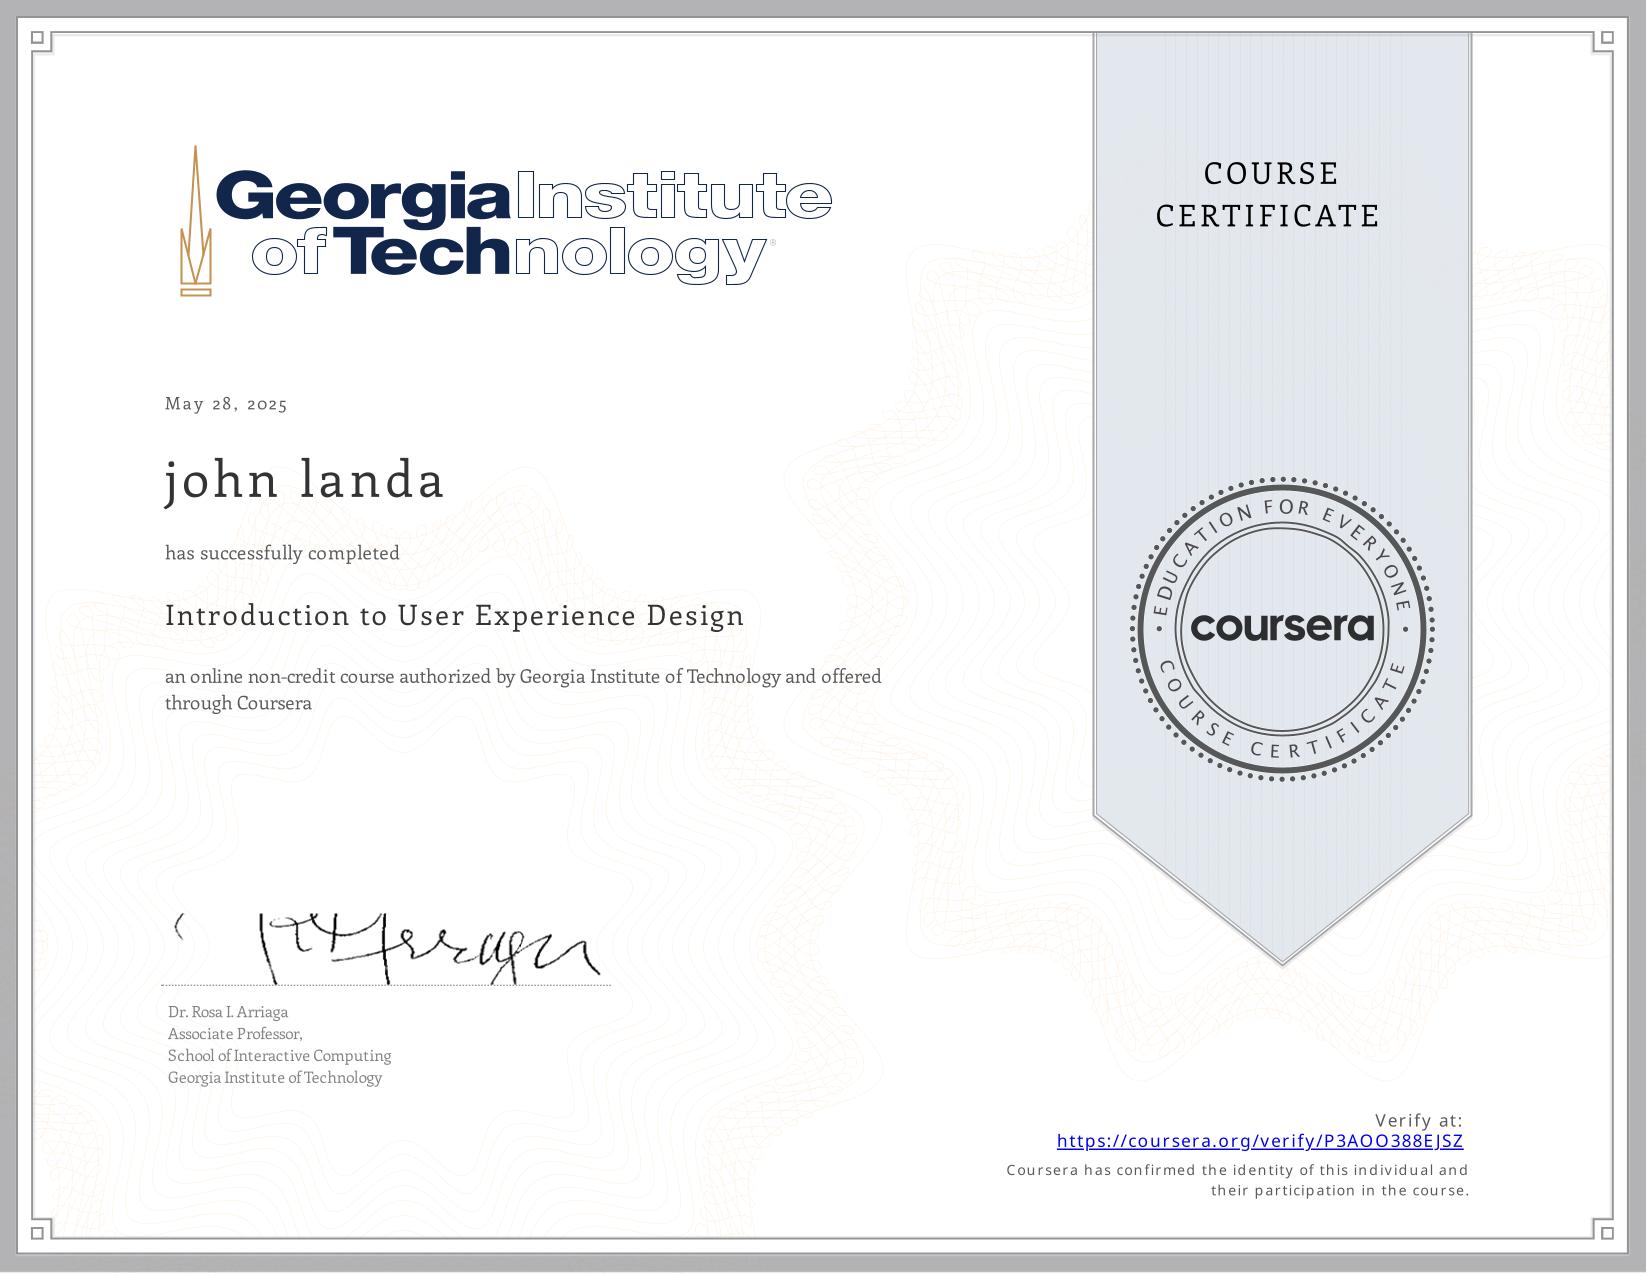 Georgia Institute
of Technology®
COURSE
CERTIFICATE
May 28, 2025
john landa
has successfully completed
Introduction to User Experience Design
an online non-credit course authorized by Georgia Institute of Technology and offered
through Coursera
EDUCATION FOR EVERYONE
coursera
COURSE CERTIFICATE
Dr. Rosa I. Arriaga
Associate Professor,
School of Interactive Computing
Georgia Institute of Technology
Verify at:
https://coursera.org/verify/P3AOO388EJSZ
Coursera has confirmed the identity of this individual and
their participation in the course.